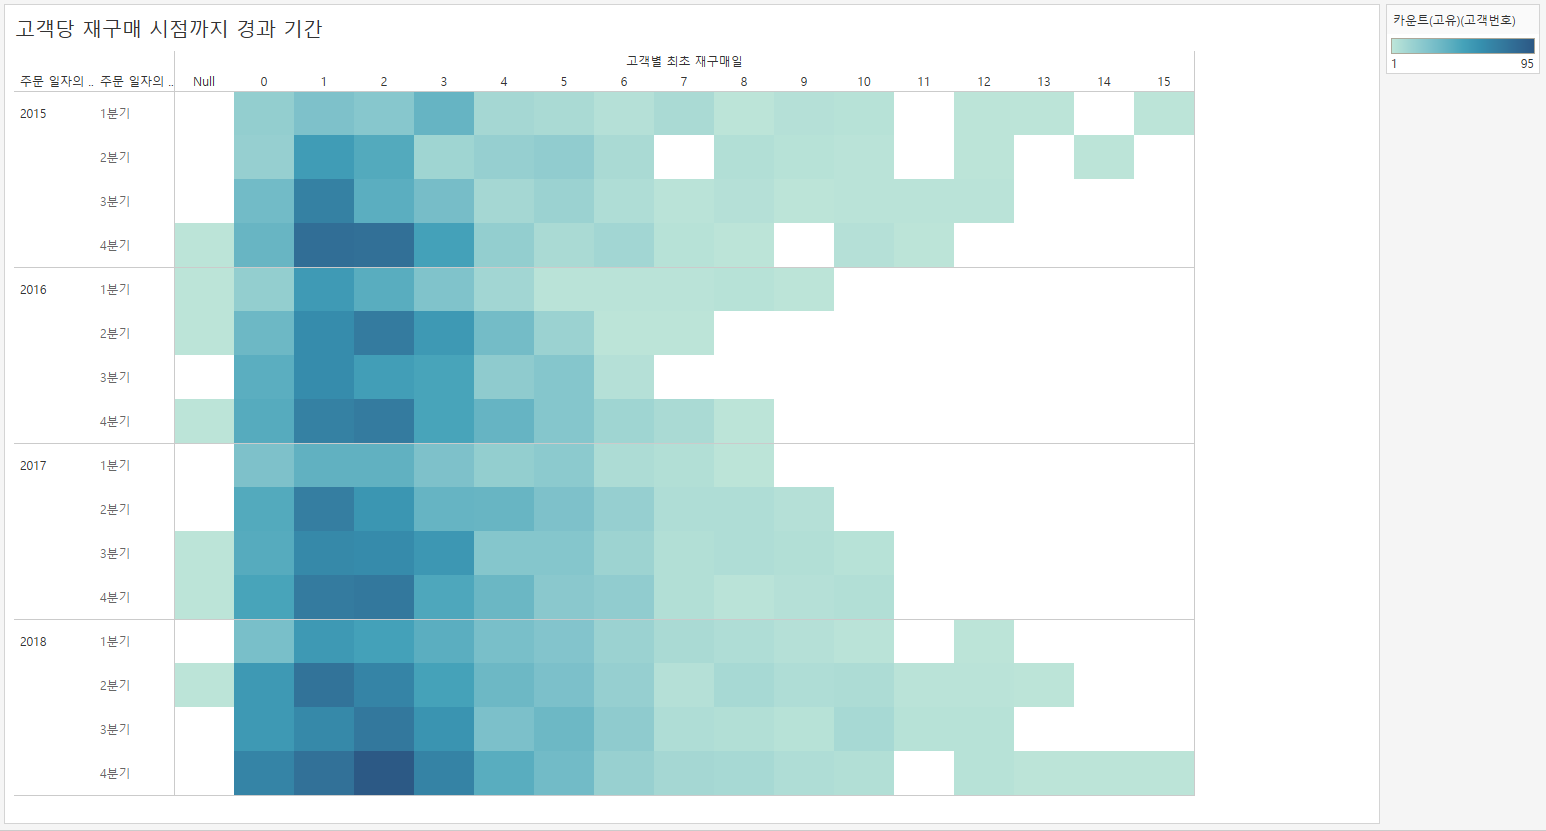 고객당 재구매 시점까지 경과 기간
카운트(고유)(고객번호)
1 95
고객별 최초 재구매일
주문 일자의 .. 주문 일자의 .. Null 0 1 2 3 4 5 6 7 8 9 10 11 12 13 14 15
2015 1분기
2분기
3분기
4분기
2016 1분기
2분기
3분기
4분기
2017 1분기
2분기
3분기
4분기
2018 1분기
2분기
3분기
4분기